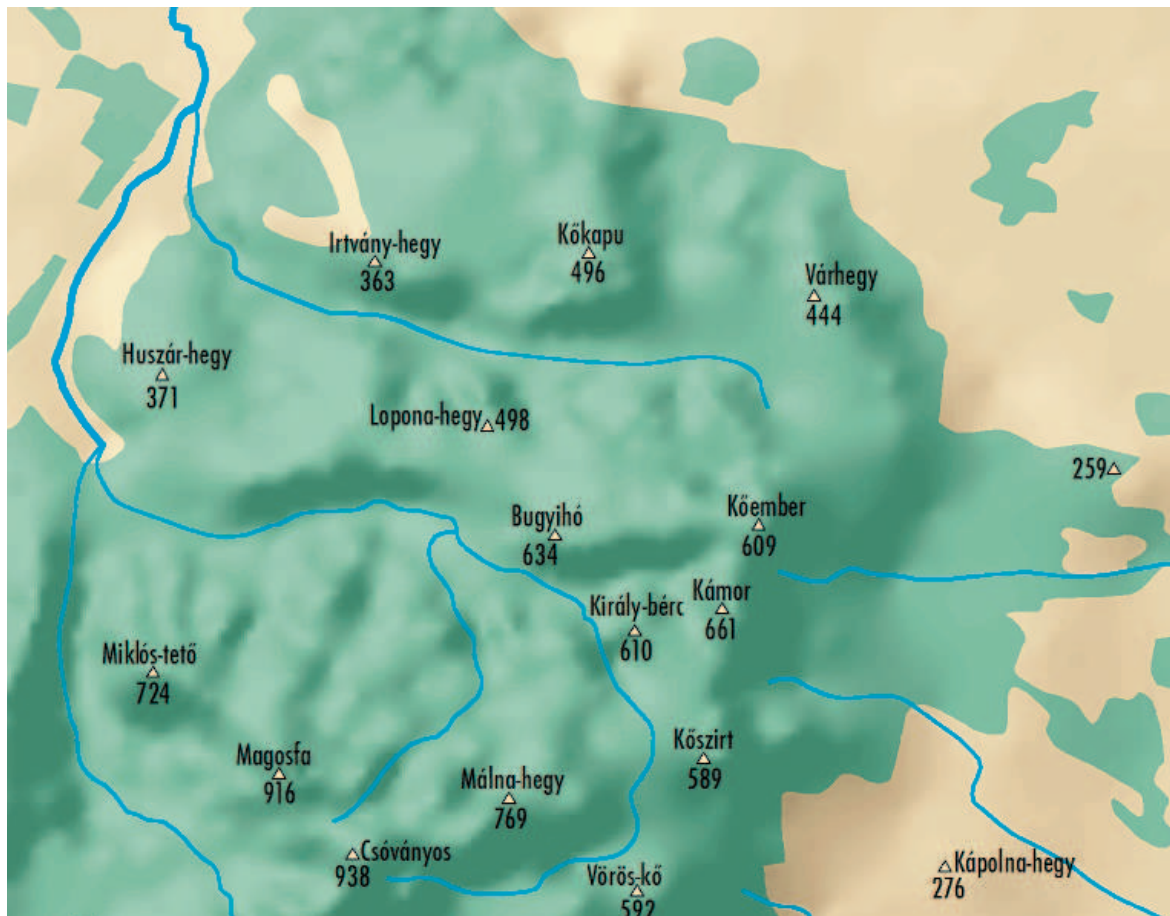 Irtvány-hegy
363
Kőkapu
496
Várhegy
444
Huszár-hegy
371
Lopona-hegy 498
259
Bugyihó
634
Kőember
609
Király-bérc
610
Kámor
661
Miklós-tető
724
Magosfa
916
Málna-hegy
769
Kőszirt
589
Csóványos
938
Vörös-kő
592
Kápolna-hegy
276